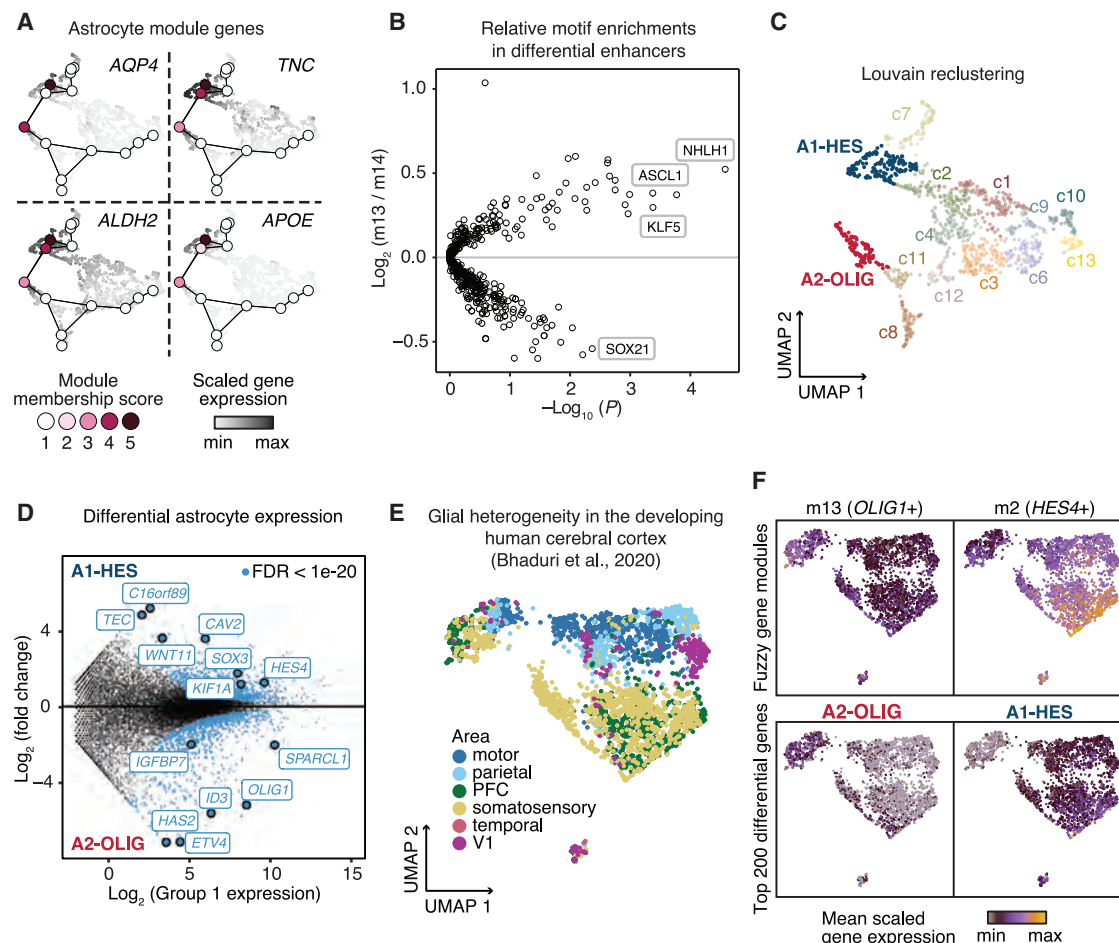 A
Astrocyte module genes
AQP4
TNC
ALDH2
APOE
Module
membership score
1 2 3 4 5
Scaled gene
expression
min max
B
Relative motif enrichments
in differential enhancers
Log2 (m13 / m14)
1.0
0.5
0.0
−0.5
NHLH1
ASCL1
KLF5
SOX21
0 1 2 3 4
−Log10 (P)
C
Louvain reclustering
c7
A1-HES
c2
c1
c10
c9
c4
c11
c13
A2-OLIG
c12
c3
c6
c8
UMAP 2
UMAP 1
D
Differential astrocyte expression
A1-HES
FDR < 1e-20
C16orf89
TEC
CAV2
WNT11
SOX3
HES4
KIF1A
IGFBP7
SPARCL1
ID3
OLIG1
HAS2
ETV4
A2-OLIG
Log2 (fold change)
4
0
−4
0 5 10 15
Log2 (Group 1 expression)
E
Glial heterogeneity in the developing
human cerebral cortex
(Bhaduri et al., 2020)
Area
motor
parietal
PFC
somatosensory
temporal
V1
UMAP 2
UMAP 1
F
m13 (OLIG1+)
m2 (HES4+)
Fuzzy gene modules
A2-OLIG
A1-HES
Top 200 differential genes
Mean scaled
gene expression
min max